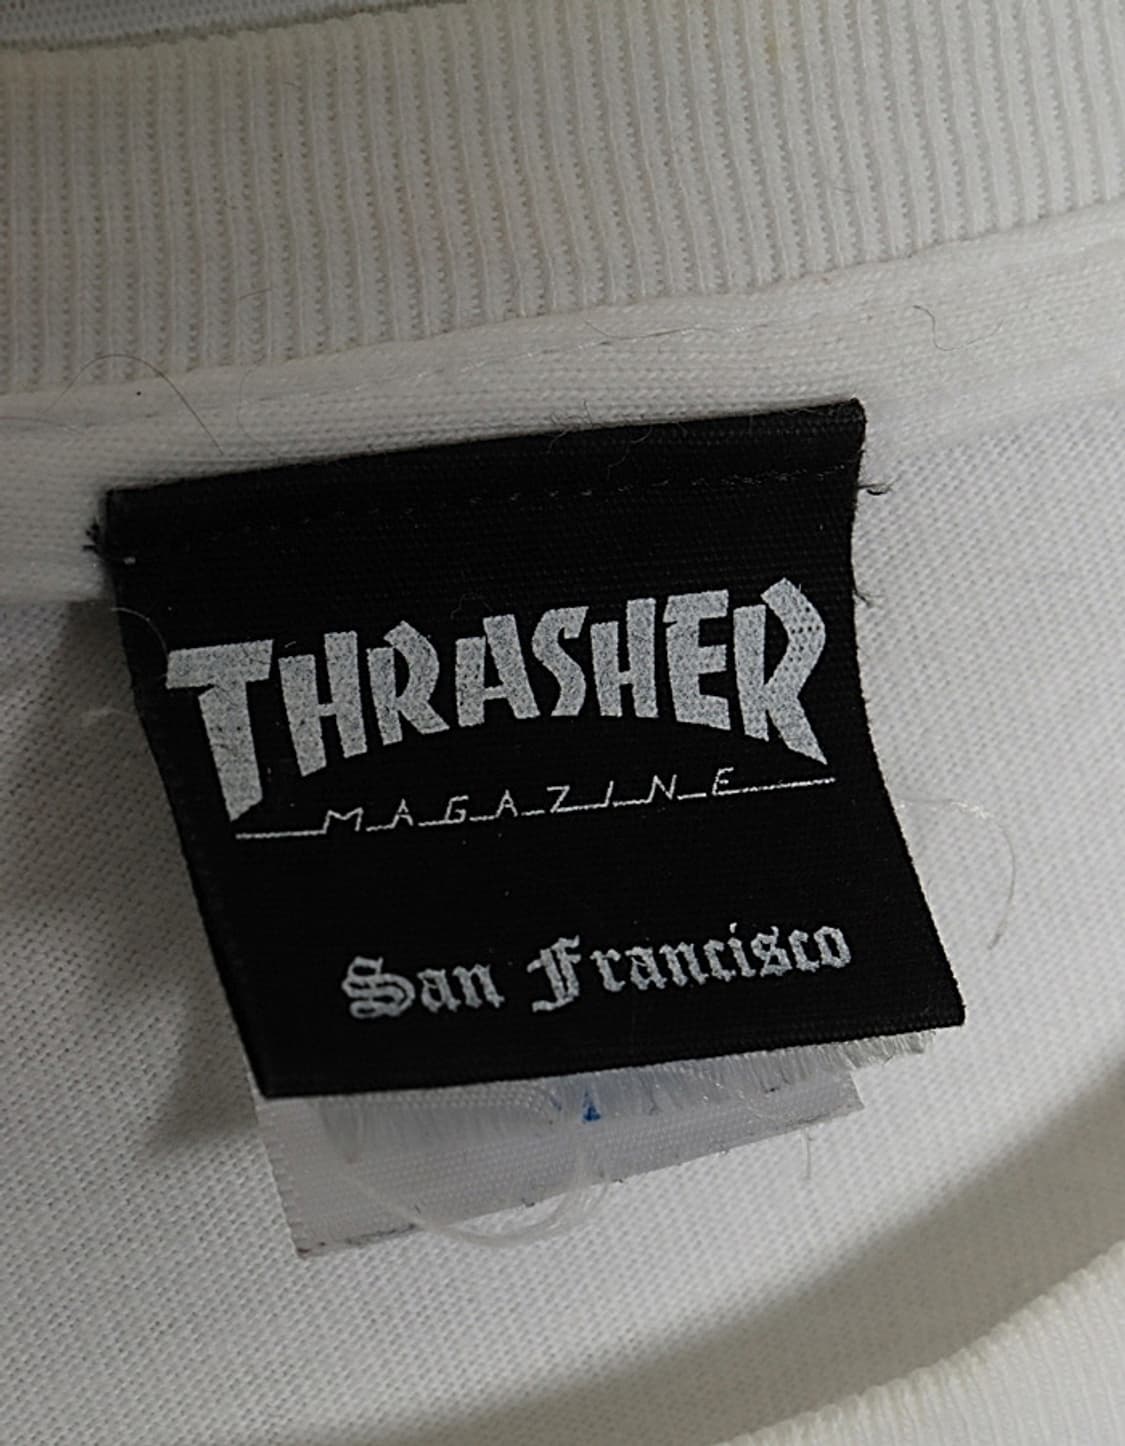 THRASHER
MAGAZINE
San Francisco